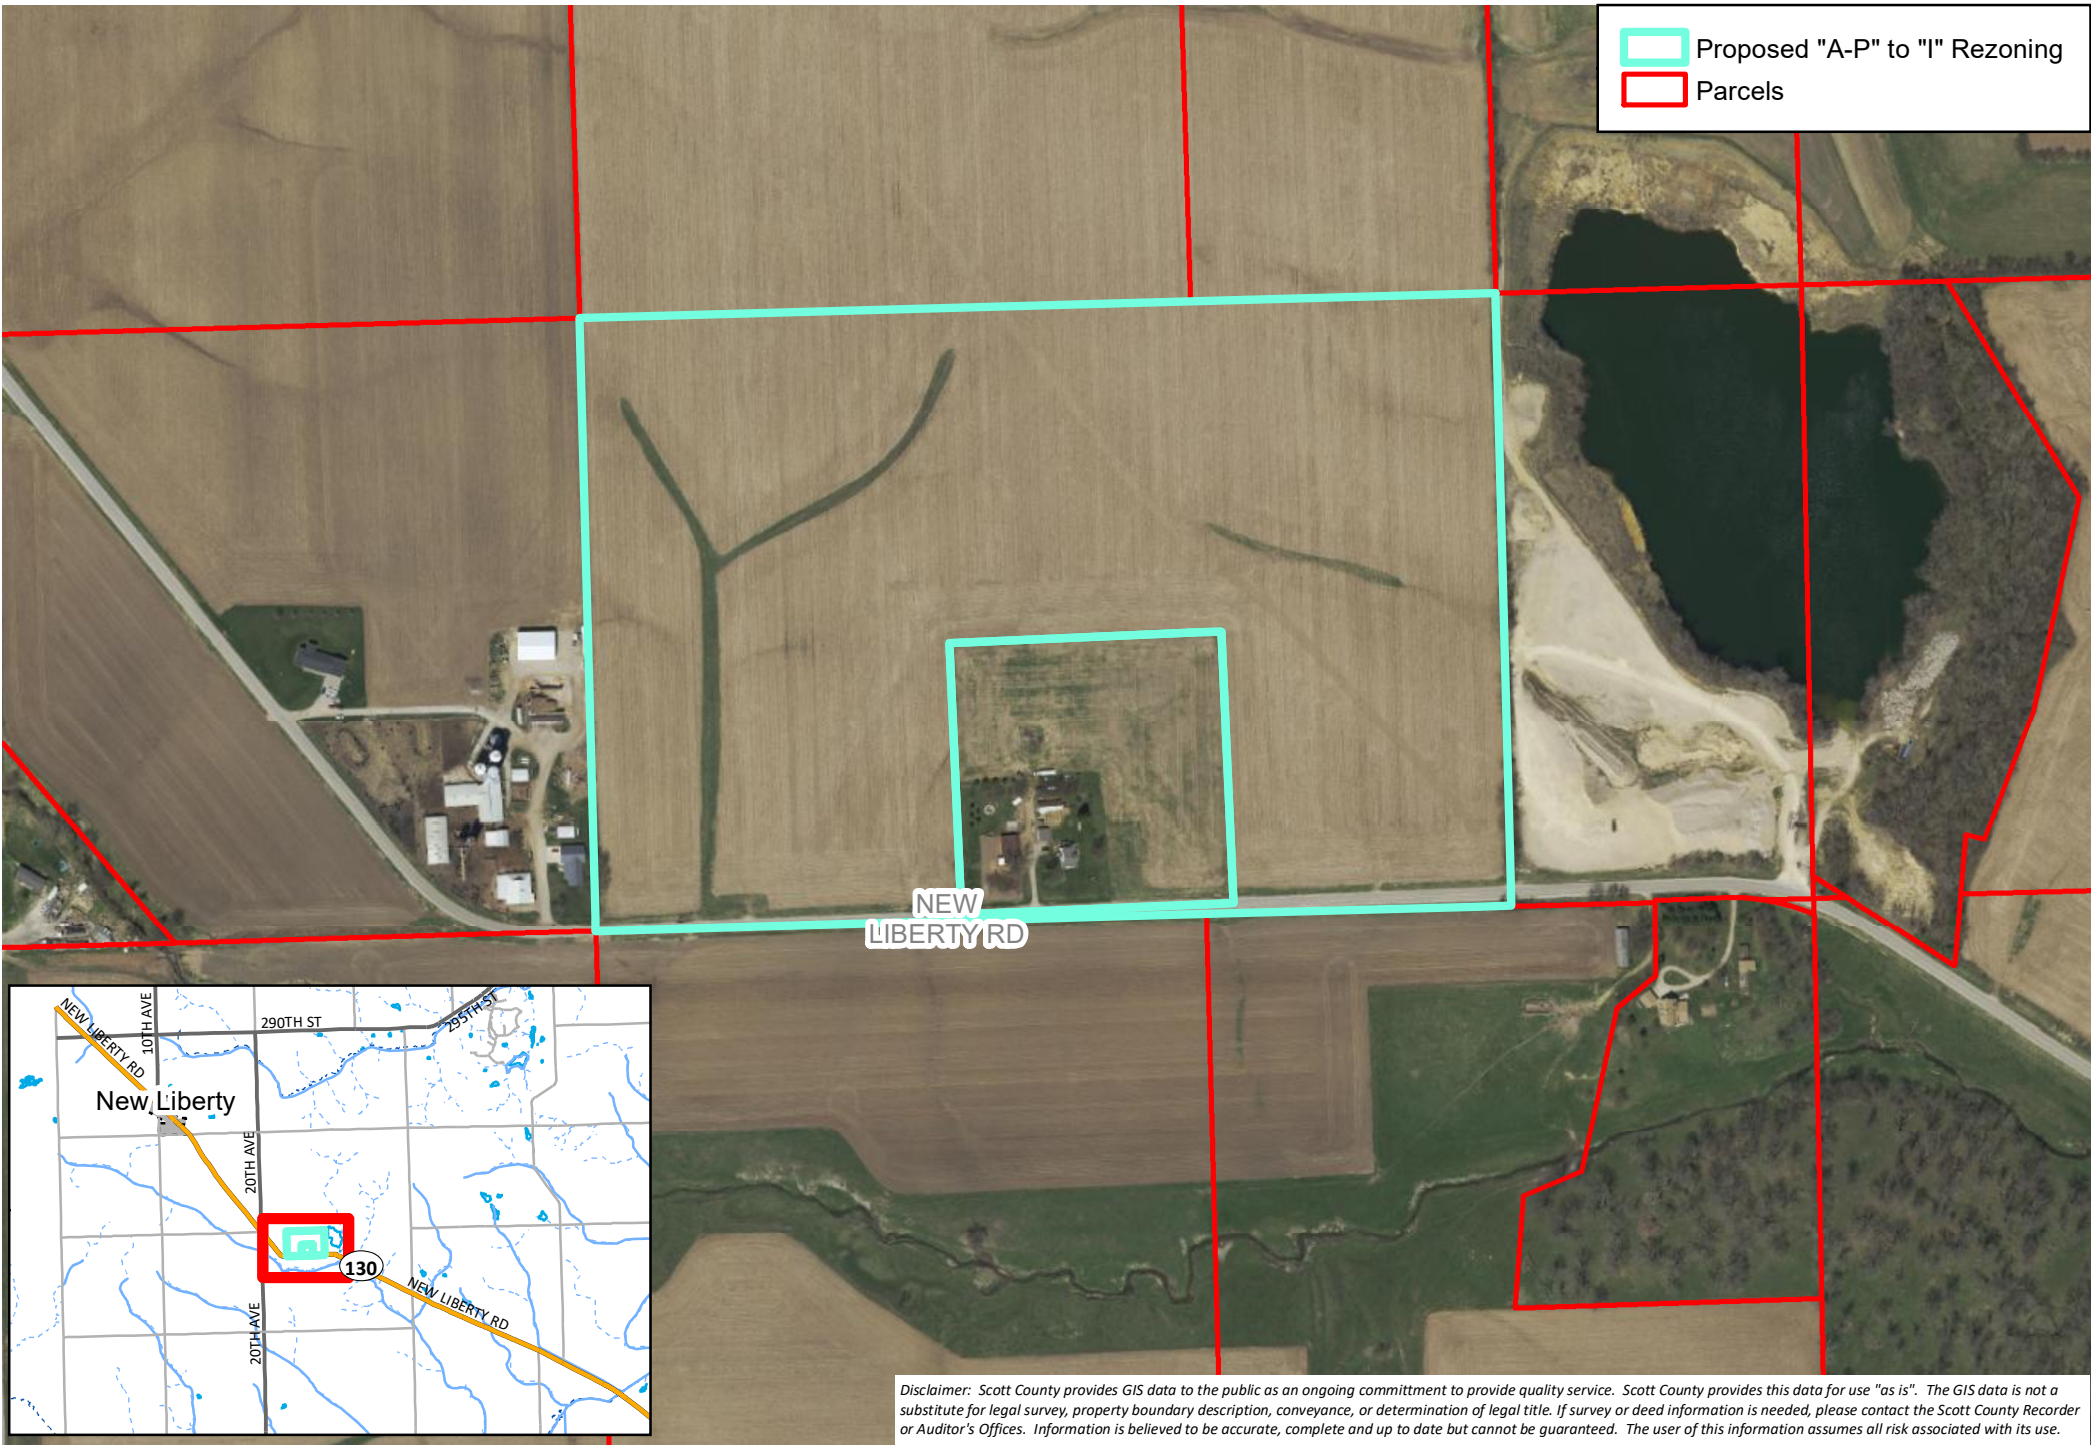 Proposed "A-P" to "I" Rezoning
Parcels
NEW
LIBERTY RD
NEW LIBERTY RD
10TH AVE
290TH ST
295TH ST
New Liberty
20TH AVE
130
NEW LIBERTY RD
20TH AVE
Disclaimer: Scott County provides GIS data to the public as an ongoing committment to provide quality service. Scott County provides this data for use "as is". The GIS data is not a
substitute for legal survey, property boundary description, conveyance, or determination of legal title. If survey or deed information is needed, please contact the Scott County Recorder
or Auditor's Offices. Information is believed to be accurate, complete and up to date but cannot be guaranteed. The user of this information assumes all risk associated with its use.